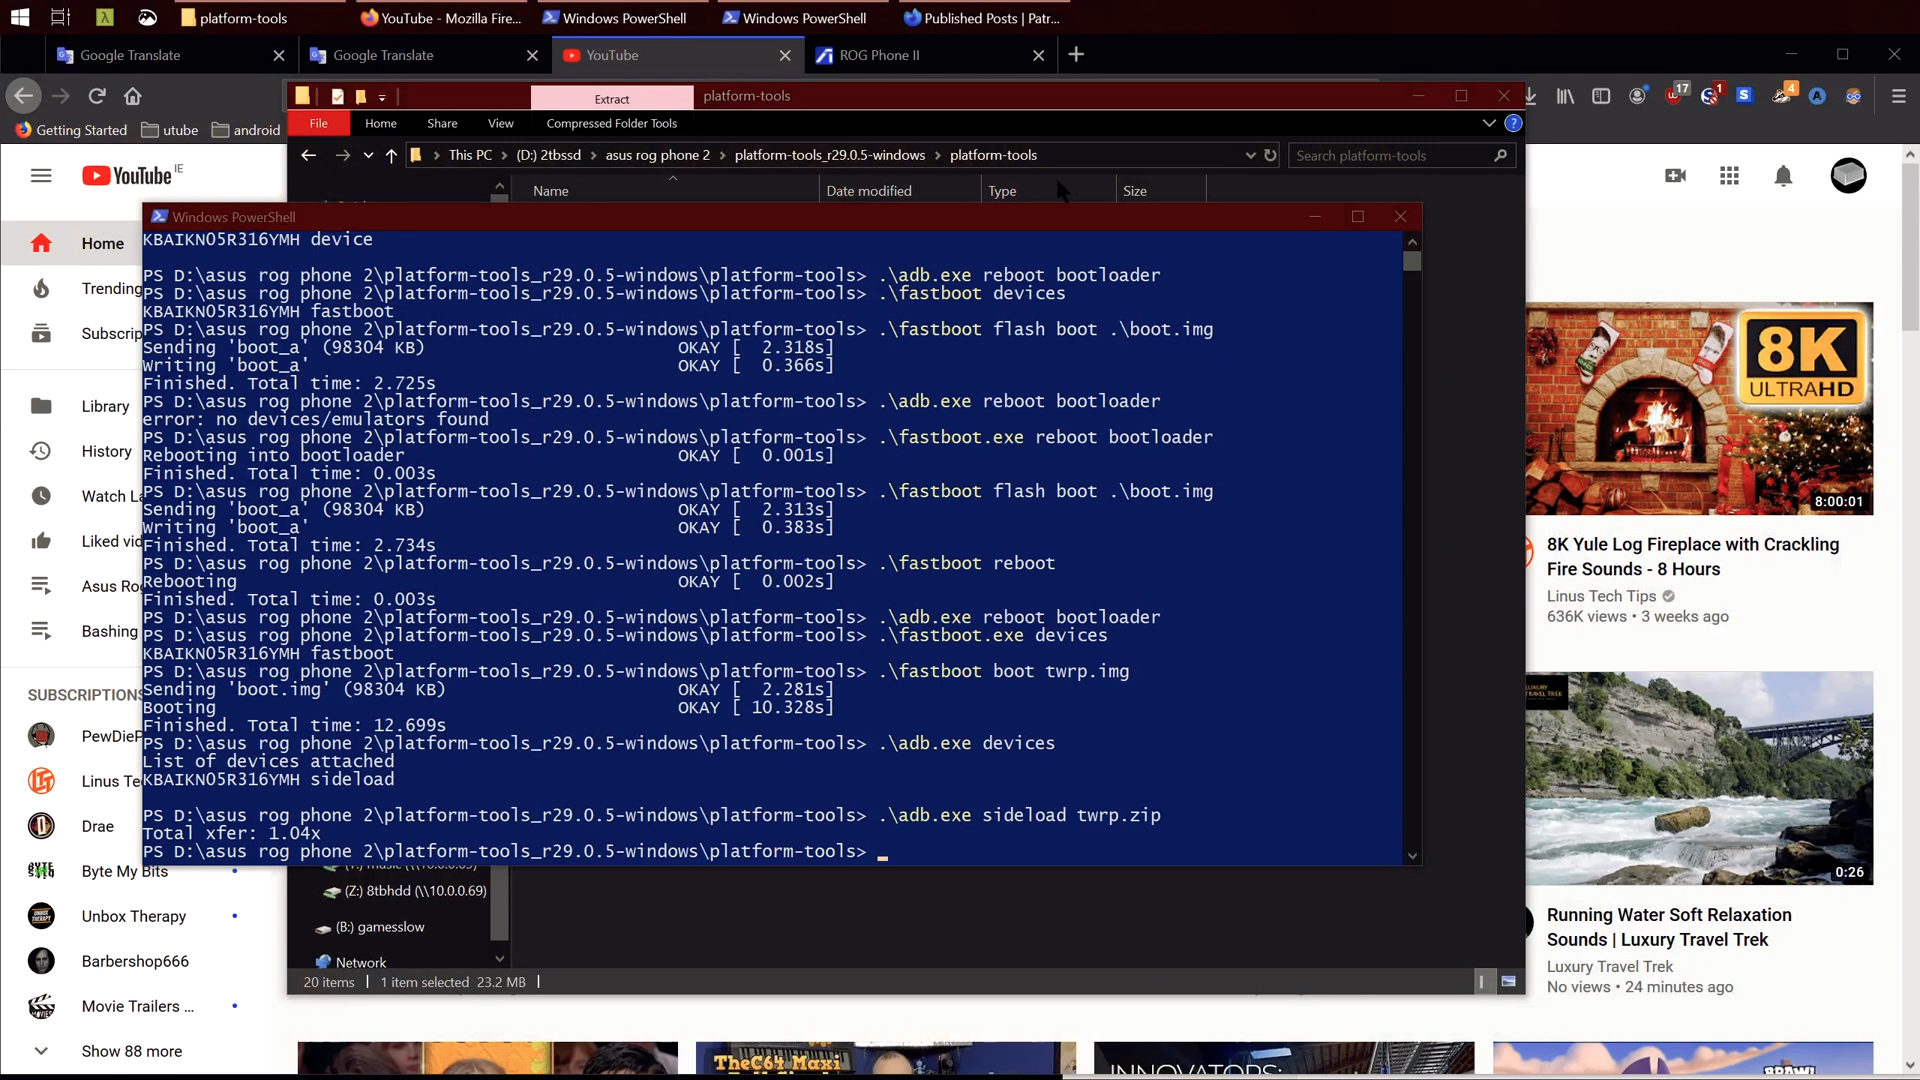 platform-tools
YouTube - Mozilla Fire...
Windows PowerShell
Windows PowerShell
Published Posts | Patr...
Google Translate
Google Translate
YouTube
ROG Phone II
Extract
platform-tools
17
1
4
File
Home
Share
View
Compressed Folder Tools
Getting Started
utube
android
This PC > (D:) 2tbssd > asus rog phone 2 > platform-tools_r29.0.5-windows > platform-tools
Search platform-tools
YouTube IE
Name
Date modified
Type
Size
Windows PowerShell
KBAIKN05R316YMH device
PS D:\asus rog phone 2\platform-tools_r29.0.5-windows\platform-tools> .\adb.exe reboot bootloader
PS D:\asus rog phone 2\platform-tools_r29.0.5-windows\platform-tools> .\fastboot devices
KBAIKN05R316YMH fastboot
PS D:\asus rog phone 2\platform-tools_r29.0.5-windows\platform-tools> .\fastboot flash boot .\boot.img
Sending 'boot_a' (98304 KB) OKAY [ 2.318s]
Writing 'boot_a' OKAY [ 0.366s]
Finished. Total time: 2.725s
PS D:\asus rog phone 2\platform-tools_r29.0.5-windows\platform-tools> .\adb.exe reboot bootloader
error: no devices/emulators found
PS D:\asus rog phone 2\platform-tools_r29.0.5-windows\platform-tools> .\fastboot.exe reboot bootloader
Rebooting into bootloader OKAY [ 0.001s]
Finished. Total time: 0.003s
PS D:\asus rog phone 2\platform-tools_r29.0.5-windows\platform-tools> .\fastboot flash boot .\boot.img
Sending 'boot_a' (98304 KB) OKAY [ 2.313s]
Writing 'boot_a' OKAY [ 0.383s]
Finished. Total time: 2.734s
PS D:\asus rog phone 2\platform-tools_r29.0.5-windows\platform-tools> .\fastboot reboot
Rebooting OKAY [ 0.002s]
Finished. Total time: 0.003s
PS D:\asus rog phone 2\platform-tools_r29.0.5-windows\platform-tools> .\adb.exe reboot bootloader
PS D:\asus rog phone 2\platform-tools_r29.0.5-windows\platform-tools> .\fastboot.exe devices
KBAIKN05R316YMH fastboot
PS D:\asus rog phone 2\platform-tools_r29.0.5-windows\platform-tools> .\fastboot boot twrp.img
Sending 'boot.img' (98304 KB) OKAY [ 2.281s]
Booting OKAY [ 10.328s]
Finished. Total time: 12.699s
PS D:\asus rog phone 2\platform-tools_r29.0.5-windows\platform-tools> .\adb.exe devices
List of devices attached
KBAIKN05R316YMH sideload
PS D:\asus rog phone 2\platform-tools_r29.0.5-windows\platform-tools> .\adb.exe sideload twrp.zip
Total xfer: 1.04x
PS D:\asus rog phone 2\platform-tools_r29.0.5-windows\platform-tools>
(Z:) 8tbhdd (\\10.0.0.69)
(B:) gamesslow
Network
20 items
1 item selected 23.2 MB
Home
Trending
Subscrip
Library
History
Watch La
Liked vid
Asus Ro
Bashing
SUBSCRIPTIONS
PewDieP
Linus Te
Drae
Byte My Bits
Unbox Therapy
Barbershop666
Movie Trailers ...
Show 88 more
8K
ULTRAHD
8:00:01
8K Yule Log Fireplace with Crackling
Fire Sounds - 8 Hours
Linus Tech Tips
636K views • 3 weeks ago
LUXURY
TRAVEL TREK
0:26
Running Water Soft Relaxation
Sounds | Luxury Travel Trek
Luxury Travel Trek
No views • 24 minutes ago
TheC64 Maxi
INNOVATORS:
BRAWL